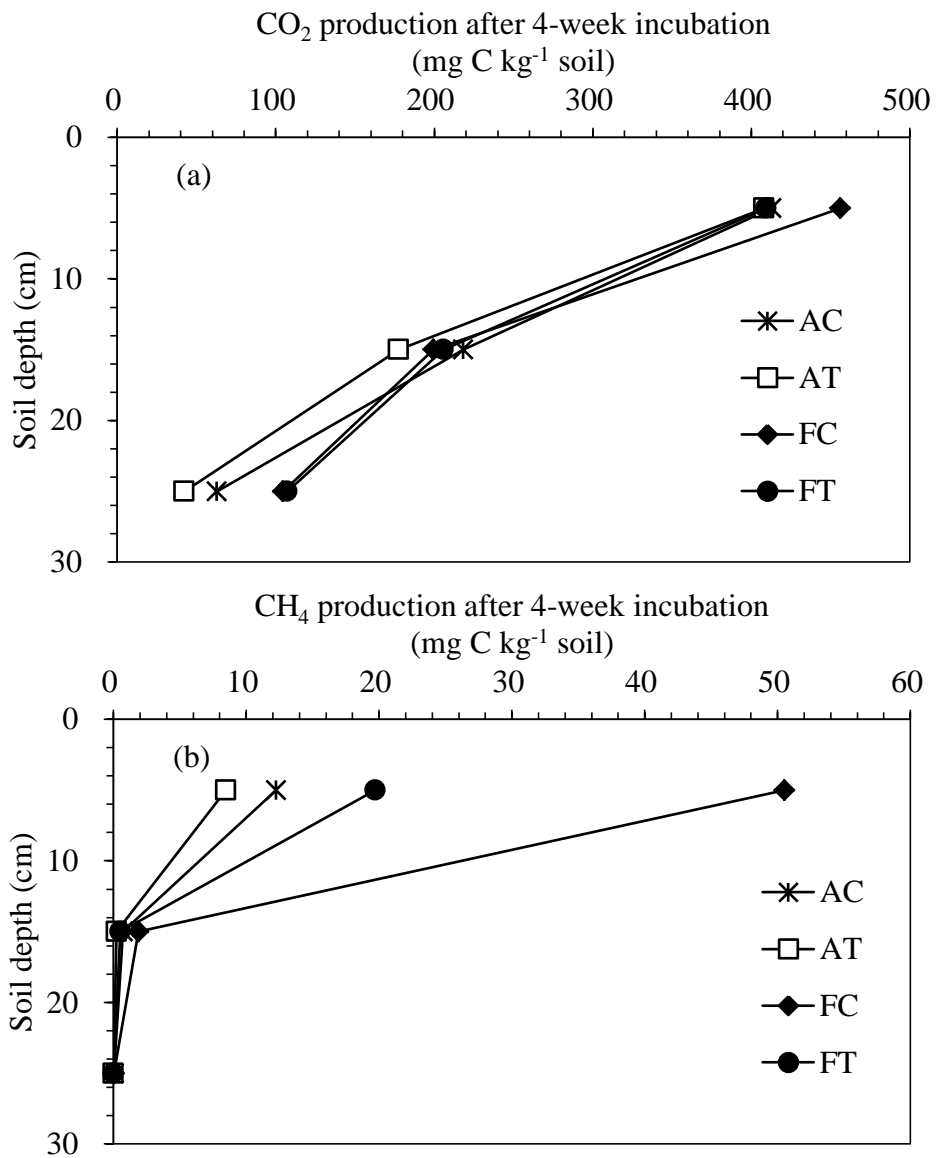 CO₂ production after 4-week incubation
(mg C kg⁻¹ soil)
0 100 200 300 400 500
0
10
20
30
Soil depth (cm)
(a)
AC
AT
FC
FT
CH₄ production after 4-week incubation
(mg C kg⁻¹ soil)
0 10 20 30 40 50 60
0
10
20
30
Soil depth (cm)
(b)
AC
AT
FC
FT